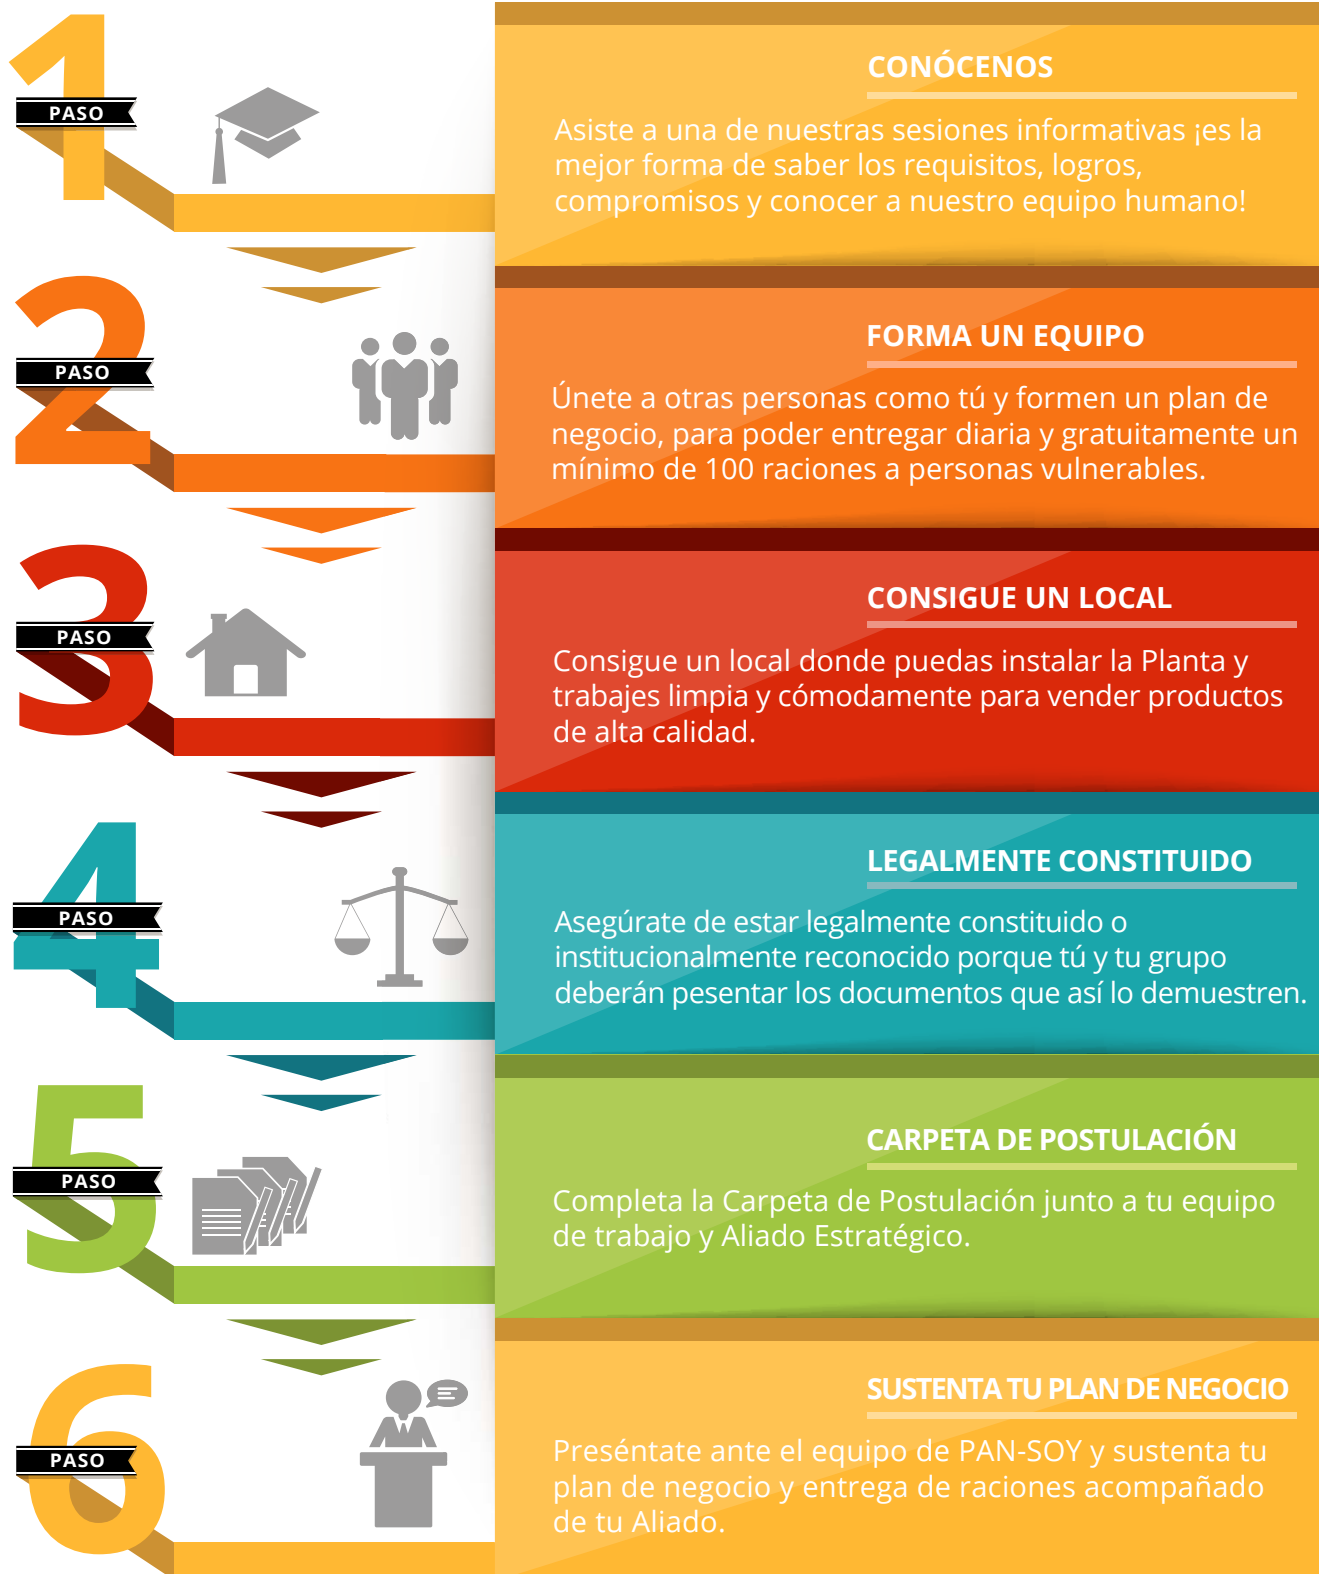 1
PASO
CONÓCENOS
Asiste a una de nuestras sesiones informativas ¡es la
mejor forma de saber los requisitos, logros,
compromisos y conocer a nuestro equipo humano!
2
PASO
FORMA UN EQUIPO
Únete a otras personas como tú y formen un plan de
negocio, para poder entregar diaria y gratuitamente un
mínimo de 100 raciones a personas vulnerables.
3
PASO
CONSIGUE UN LOCAL
Consigue un local donde puedas instalar la Planta y
trabajes limpia y cómodamente para vender productos
de alta calidad.
4
PASO
LEGALMENTE CONSTITUIDO
Asegúrate de estar legalmente constituido o
institucionalmente reconocido porque tú y tu grupo
deberán pesentar los documentos que así lo demuestren.
5
PASO
CARPETA DE POSTULACIÓN
Completa la Carpeta de Postulación junto a tu equipo
de trabajo y Aliado Estratégico.
6
PASO
SUSTENTA TU PLAN DE NEGOCIO
Preséntate ante el equipo de PAN-SOY y sustenta tu
plan de negocio y entrega de raciones acompañado
de tu Aliado.